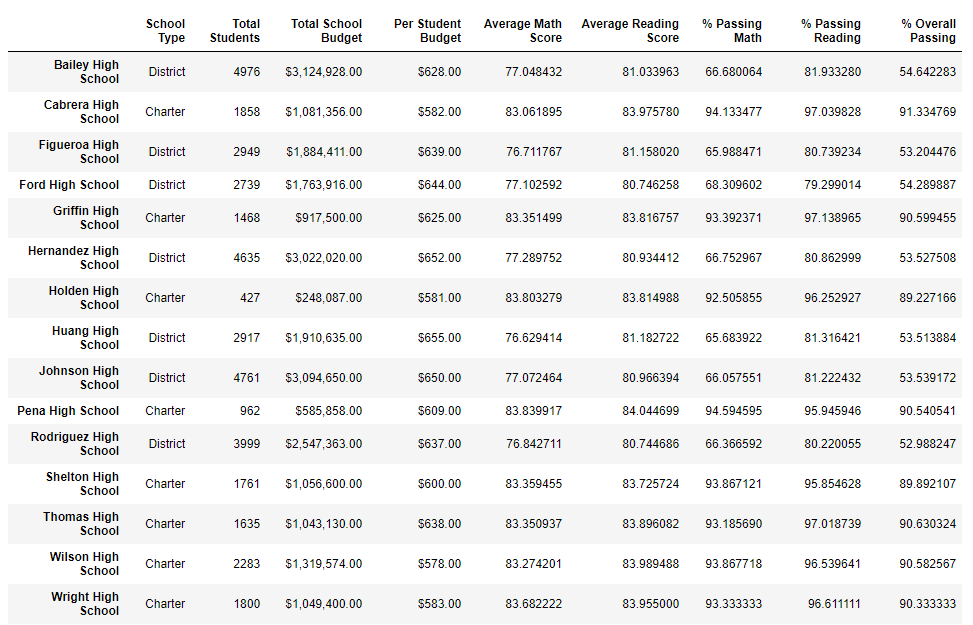 School Total Total School Per Student Average Math Average Reading % Passing % Passing % Overall
Type Students Budget Budget Score Score Math Reading Passing
Bailey High
School District 4976 $3,124,928.00 $628.00 77.048432 81.033963 66.680064 81.933280 54.642283
Cabrera High
School Charter 1858 $1,081,356.00 $582.00 83.061895 83.975780 94.133477 97.039828 91.334769
Figueroa High
School District 2949 $1,884,411.00 $639.00 76.711767 81.158020 65.988471 80.739234 53.204476
Ford High School District 2739 $1,763,916.00 $644.00 77.102592 80.746258 68.309602 79.299014 54.289887
Griffin High
School Charter 1468 $917,500.00 $625.00 83.351499 83.816757 93.392371 97.138965 90.599455
Hernandez High
School District 4635 $3,022,020.00 $652.00 77.289752 80.934412 66.752967 80.862999 53.527508
Holden High
School Charter 427 $248,087.00 $581.00 83.803279 83.814988 92.505855 96.252927 89.227166
Huang High
School District 2917 $1,910,635.00 $655.00 76.629414 81.182722 65.683922 81.316421 53.513884
Johnson High
School District 4761 $3,094,650.00 $650.00 77.072464 80.966394 66.057551 81.222432 53.539172
Pena High School Charter 962 $585,858.00 $609.00 83.839917 84.044699 94.594595 95.945946 90.540541
Rodriguez High
School District 3999 $2,547,363.00 $637.00 76.842711 80.744686 66.366592 80.220055 52.988247
Shelton High
School Charter 1761 $1,056,600.00 $600.00 83.359455 83.725724 93.867121 95.854628 89.892107
Thomas High
School Charter 1635 $1,043,130.00 $638.00 83.350937 83.896082 93.185690 97.018739 90.630324
Wilson High
School Charter 2283 $1,319,574.00 $578.00 83.274201 83.989488 93.867718 96.539641 90.582567
Wright High
School Charter 1800 $1,049,400.00 $583.00 83.682222 83.955000 93.333333 96.611111 90.333333